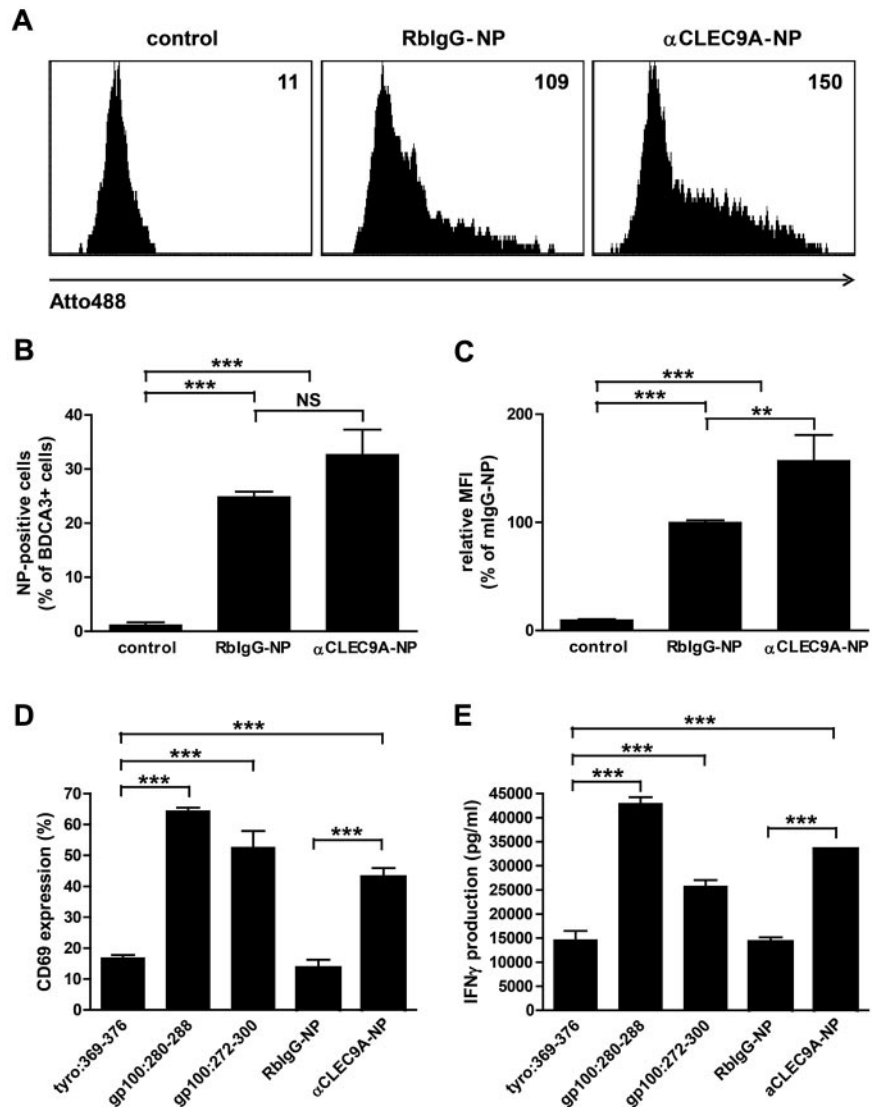 A
control RbIgG-NP αCLEC9A-NP
11 109 150
Atto488
B
***
***
NS
NP-positive cells
(% of BDCA3+ cells)
40
30
20
10
0
control RbIgG-NP αCLEC9A-NP
C
***
***
**
relative MFI
(% of mIgG-NP)
200
100
0
control RbIgG-NP αCLEC9A-NP
D
***
***
***
***
CD69 expression (%)
70
60
50
40
30
20
10
0
tyro:369-376
gp100:280-288
gp100:272-300
RbIgG-NP
αCLEC9A-NP
E
***
***
***
***
IFNγ production (pg/ml)
45000
40000
35000
30000
25000
20000
15000
10000
5000
0
tyro:369-376
gp100:280-288
gp100:272-300
RbIgG-NP
aCLEC9A-NP